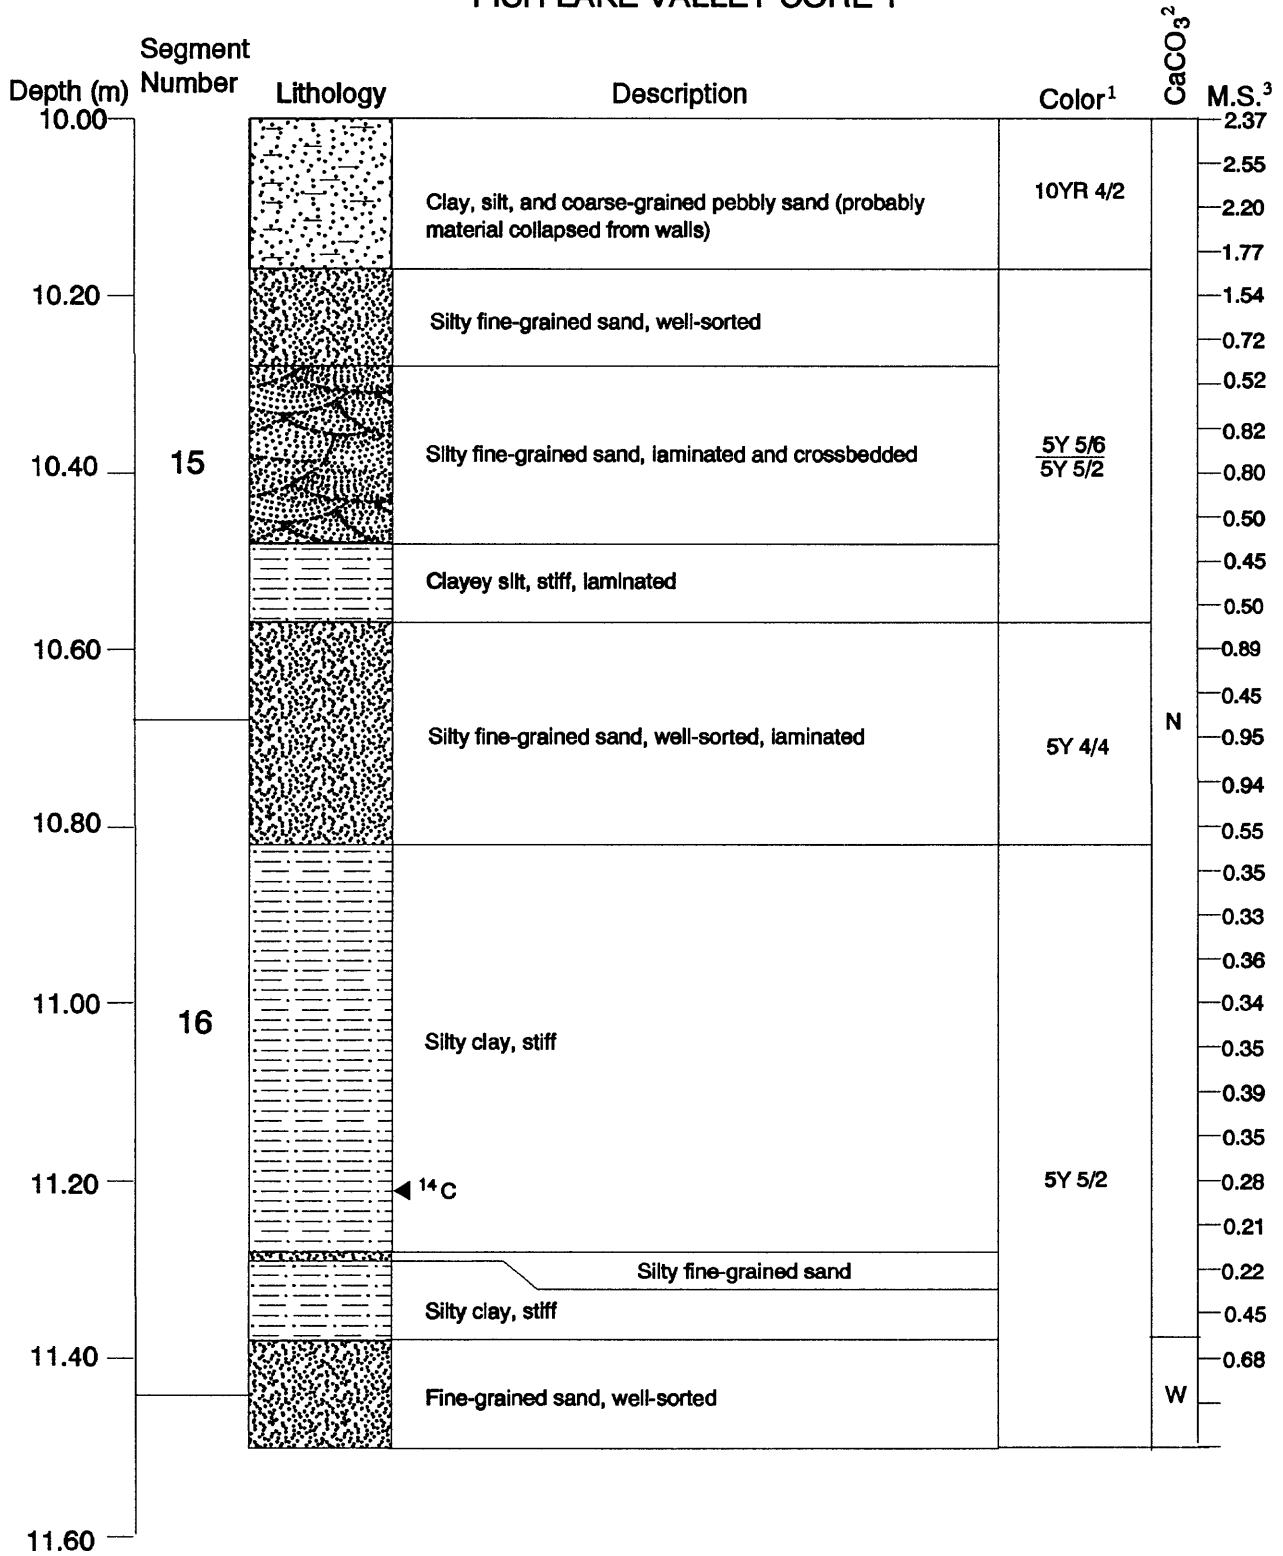 FISH LAKE VALLEY CORE 1
Segment
Number
Depth (m)
Lithology
Description
Color¹
CaCO₃²
M.S.³
10.00
2.37
2.55
10YR 4/2
Clay, silt, and coarse-grained pebbly sand (probably
material collapsed from walls)
2.20
1.77
10.20
1.54
Silty fine-grained sand, well-sorted
0.72
0.52
0.82
15
10.40
Silty fine-grained sand, laminated and crossbedded
5Y 5/6
5Y 5/2
0.80
0.50
0.45
Clayey silt, stiff, laminated
0.50
10.60
0.89
0.45
N
Silty fine-grained sand, well-sorted, laminated
5Y 4/4
0.95
0.94
10.80
0.55
0.35
0.33
0.36
11.00
0.34
16
Silty clay, stiff
0.35
0.39
0.35
11.20
¹⁴C
5Y 5/2
0.28
0.21
Silty fine-grained sand
0.22
Silty clay, stiff
0.45
11.40
0.68
Fine-grained sand, well-sorted
W
11.60